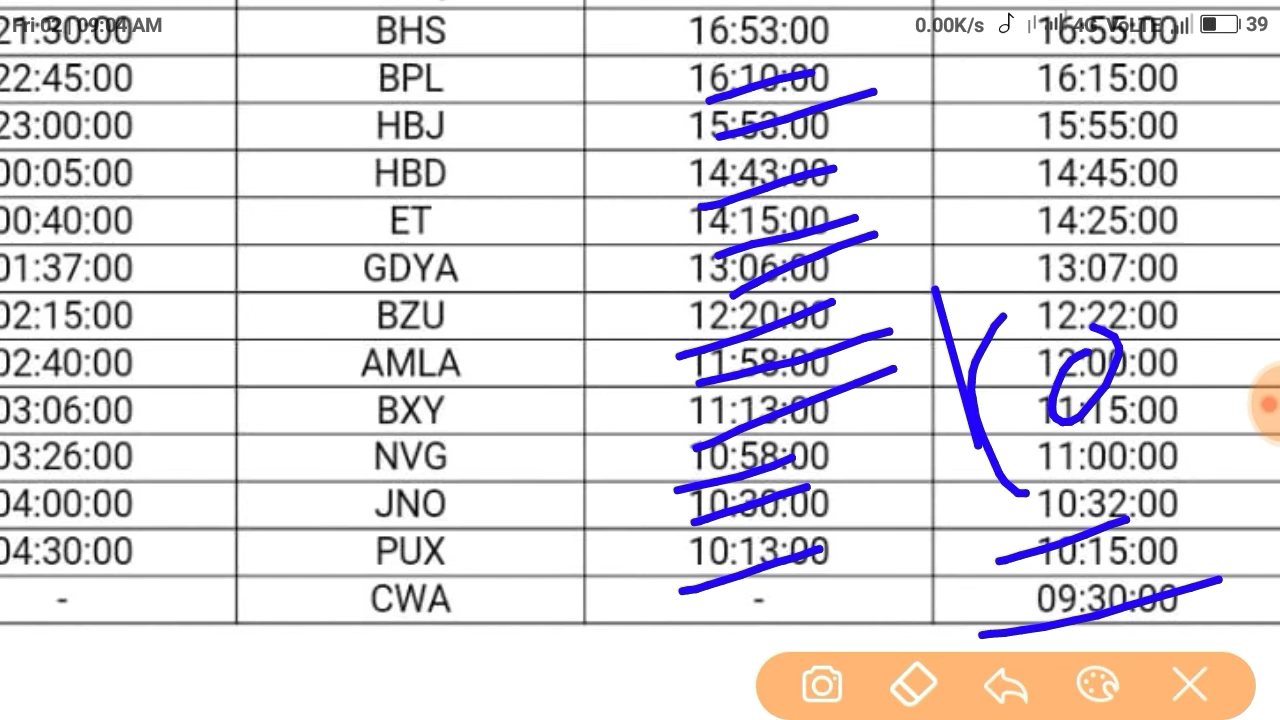 Fri 02 | 09:04 AM 0.00K/s 4G VoLTE 39
21:30:00 BHS 16:53:00 16:55:00
22:45:00 BPL 16:10:00 16:15:00
23:00:00 HBJ 15:53:00 15:55:00
00:05:00 HBD 14:43:00 14:45:00
00:40:00 ET 14:15:00 14:25:00
01:37:00 GDYA 13:06:00 13:07:00
02:15:00 BZU 12:20:00 12:22:00
02:40:00 AMLA 11:58:00 12:00:00
03:06:00 BXY 11:13:00 11:15:00
03:26:00 NVG 10:58:00 11:00:00
04:00:00 JNO 10:30:00 10:32:00
04:30:00 PUX 10:13:00 10:15:00
- CWA - 09:30:00